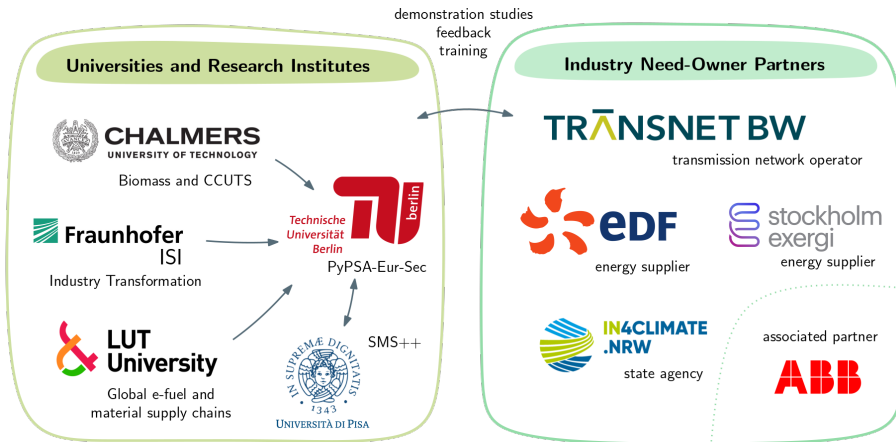 demonstration studies
feedback
training
Universities and Research Institutes
CHALMERS
UNIVERSITY OF TECHNOLOGY
Biomass and CCUTS
Fraunhofer
ISI
Industry Transformation
LUT
University
Global e-fuel and
material supply chains
Technische
Universität
Berlin
berlin
PyPSA-Eur-Sec
SMS++
IN SUPREMÆ DIGNITATIS
· 1343 ·
UNIVERSITÀ DI PISA
Industry Need-Owner Partners
TRANSNET BW
transmission network operator
eDF
energy supplier
stockholm
exergi
energy supplier
IN4CLIMATE
.NRW
state agency
associated partner
ABB